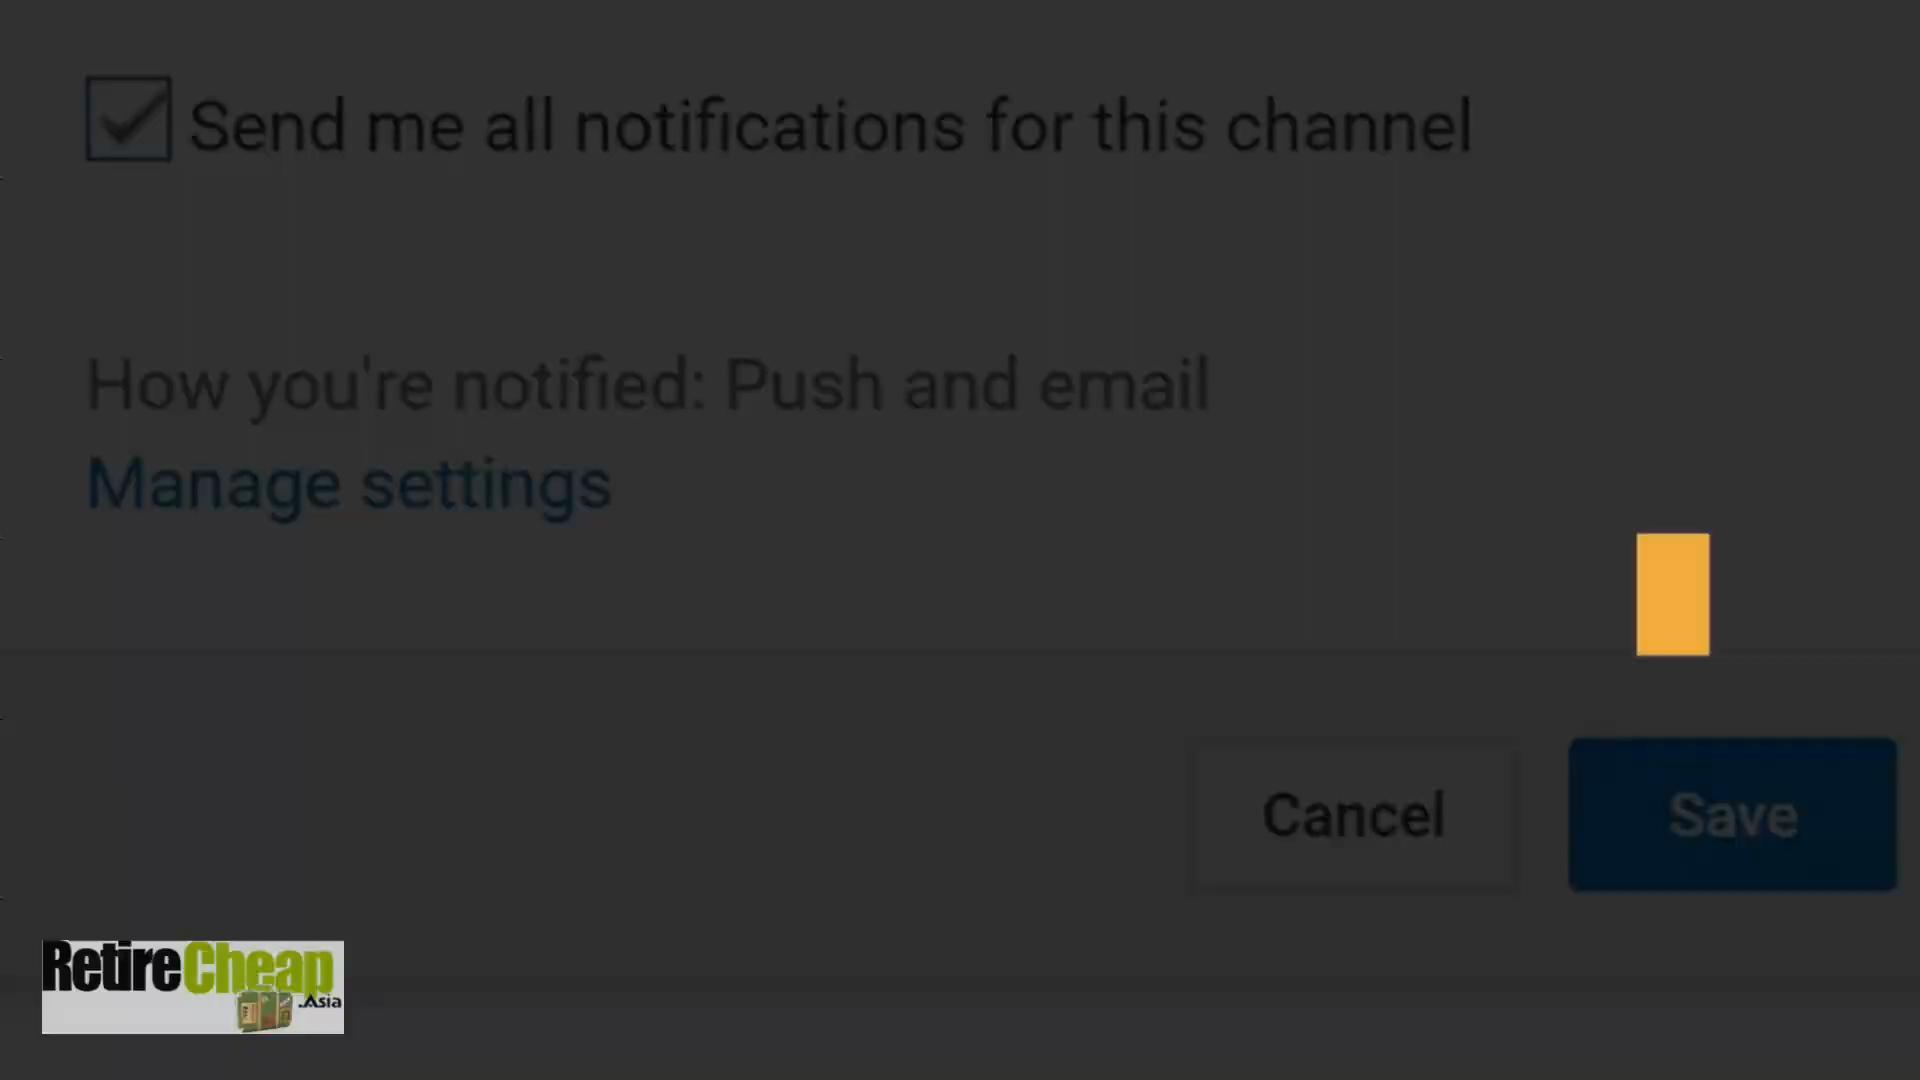 Send me all notifications for this channel
How you're notified: Push and email
Manage settings
Cancel
Save
RetireCheap
.Asia